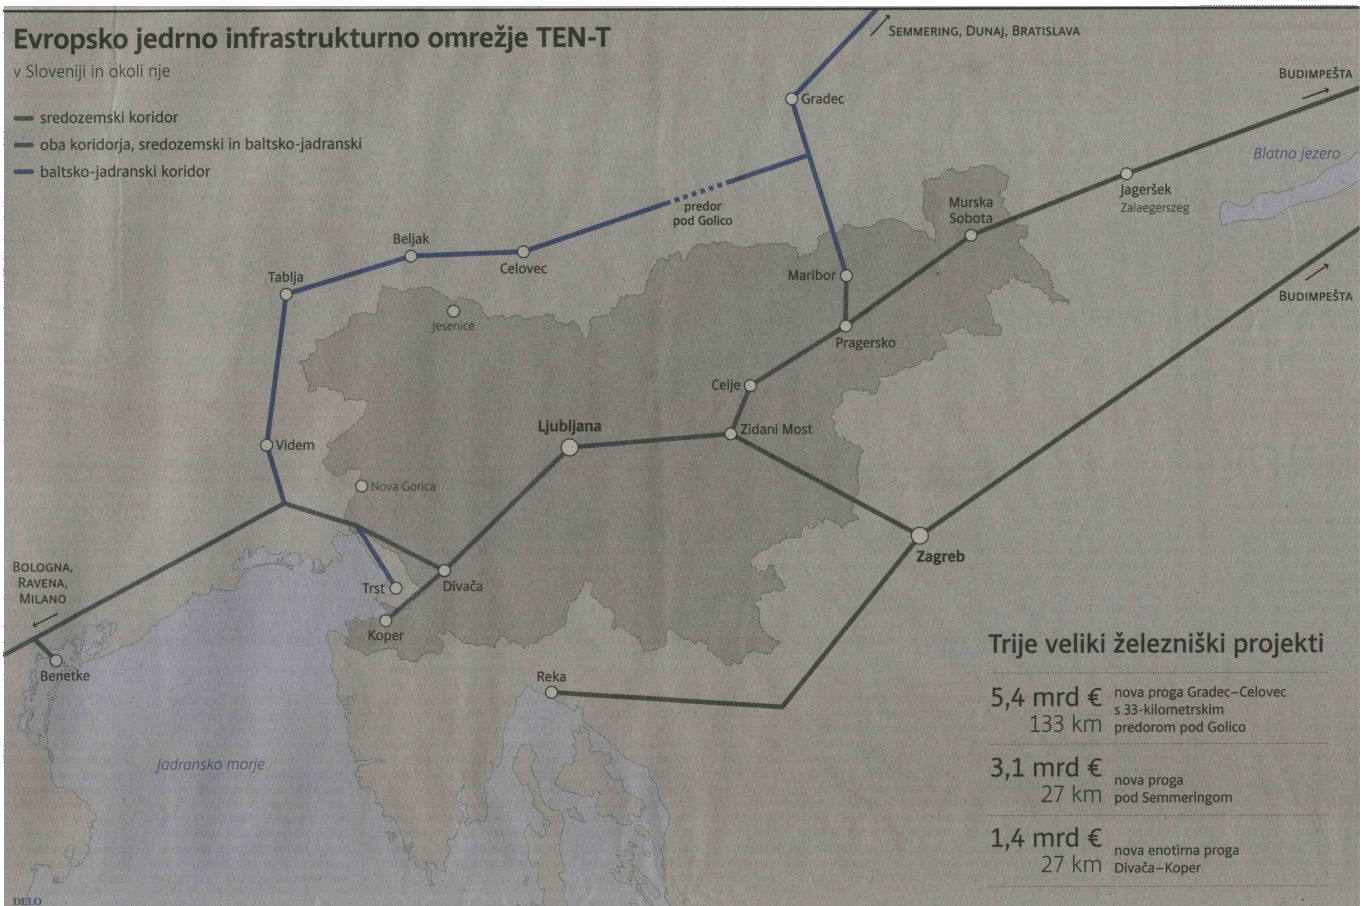 Evropsko jedrno infrastrukturno omrežje TEN-T
v Sloveniji in okoli nje
sredozemski koridor
oba koridorja, sredozemski in baltsko-jadranski
baltsko-jadranski koridor
SEMMERING, DUNAJ, BRATISLAVA
BUDIMPEŠTA
Gradec
Blatno jezero
Jageršek
Zalaegerszeg
predor
pod Golico
Murska
Sobota
Beljak
Celovec
Tablja
Maribor
BUDIMPEŠTA
Jesenice
Pragersko
Celje
Ljubljana
Zidani Most
Videm
Nova Gorica
Zagreb
BOLOGNA,
RAVENA,
MILANO
Trst
Divača
Koper
Benetke
Reka
Jadransko morje
Trije veliki železniški projekti
5,4 mrd € nova proga Gradec–Celovec
s 33-kilometrskim
133 km predorom pod Golico
3,1 mrd € nova proga
27 km pod Semmeringom
1,4 mrd € nova enotirna proga
27 km Divača–Koper
DELO